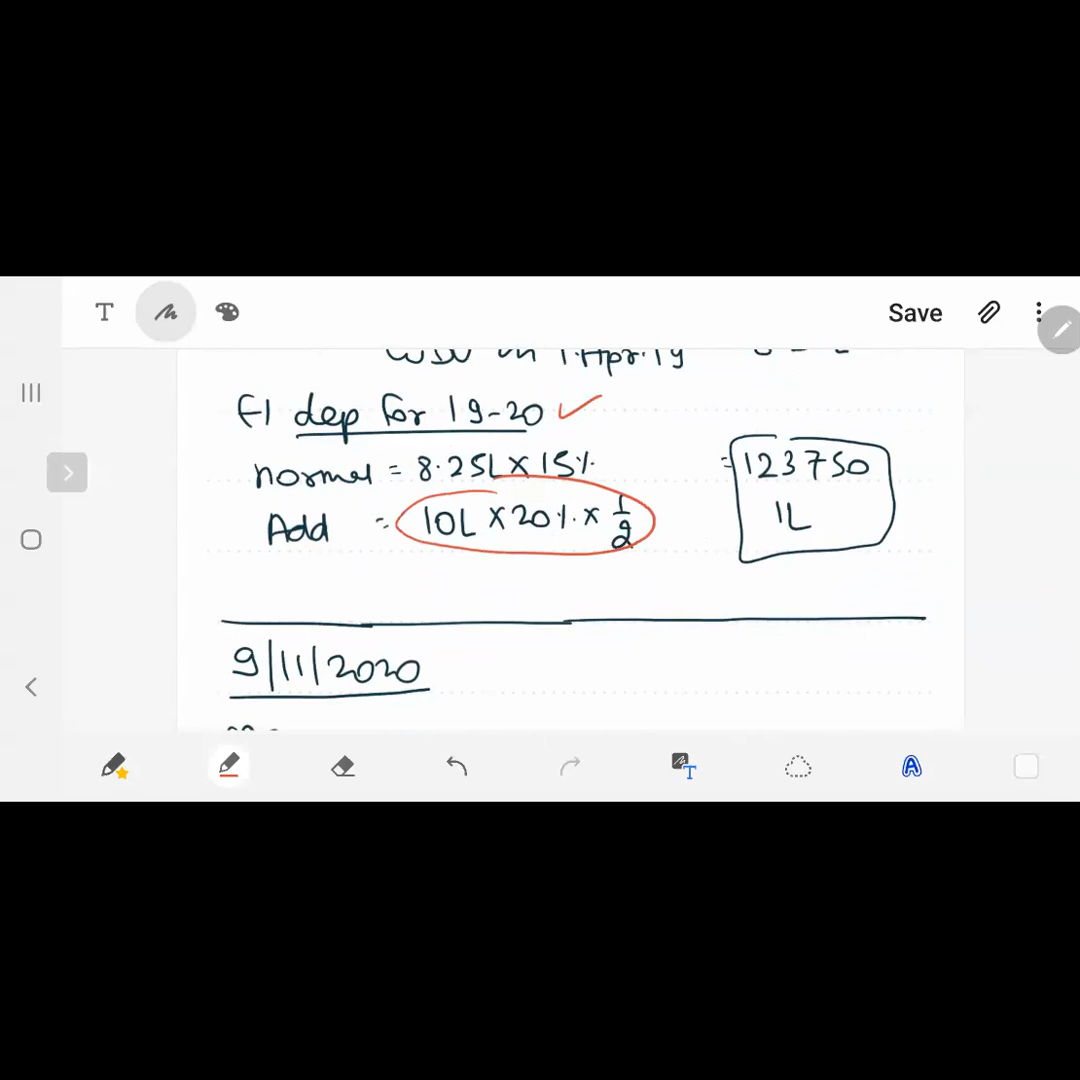 T Save
(-) dep for 19-20 ✓
normal = 8.25L x 15% = 123750
Add = 10L x 20% x 1/2 1L
9/11/2020
T
A